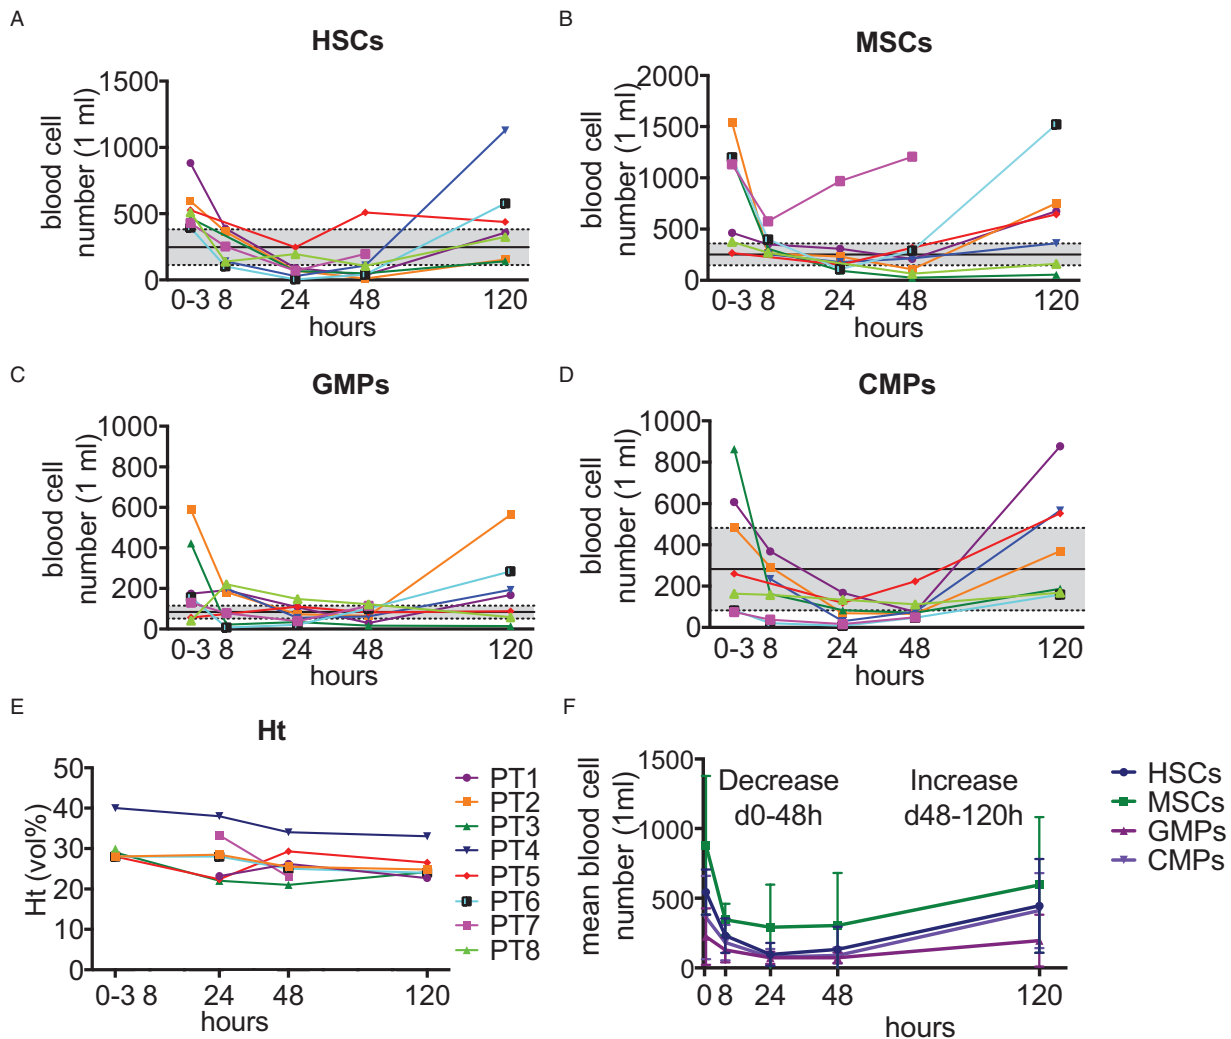 A
HSCs
blood cell
number (1 ml)
1500
1000
500
0
0-3 8 24 48 120
hours
B
MSCs
blood cell
number (1 ml)
2000
1500
1000
500
0
0-3 8 24 48 120
hours
C
GMPs
blood cell
number (1 ml)
1000
800
600
400
200
0
0-3 8 24 48 120
hours
D
CMPs
blood cell
number (1 ml)
1000
800
600
400
200
0
0-3 8 24 48 120
hours
E
Ht
Ht (vol%)
50
40
30
20
10
0
0-3 8 24 48 120
hours
PT1
PT2
PT3
PT4
PT5
PT6
PT7
PT8
F
mean blood cell
number (1ml)
1500
1000
500
0
Decrease
d0-48h
Increase
d48-120h
0 8 24 48 120
hours
HSCs
MSCs
GMPs
CMPs